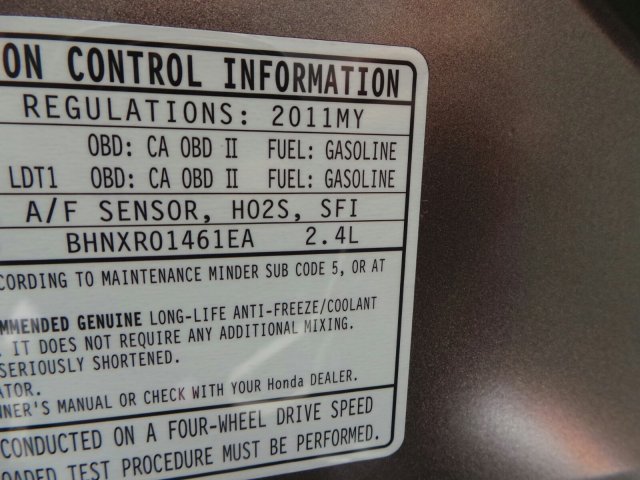 ON CONTROL INFORMATION
REGULATIONS: 2011MY
OBD: CA OBD II FUEL: GASOLINE
LDT1 OBD: CA OBD II FUEL: GASOLINE
A/F SENSOR, HO2S, SFI
BHNXR01461EA 2.4L
CORDING TO MAINTENANCE MINDER SUB CODE 5, OR AT
MMENDED GENUINE LONG-LIFE ANTI-FREEZE/COOLANT
. IT DOES NOT REQUIRE ANY ADDITIONAL MIXING.
SERIOUSLY SHORTENED.
ATOR.
NER'S MANUAL OR CHECK WITH YOUR Honda DEALER.
CONDUCTED ON A FOUR-WHEEL DRIVE SPEED
OADED TEST PROCEDURE MUST BE PERFORMED.